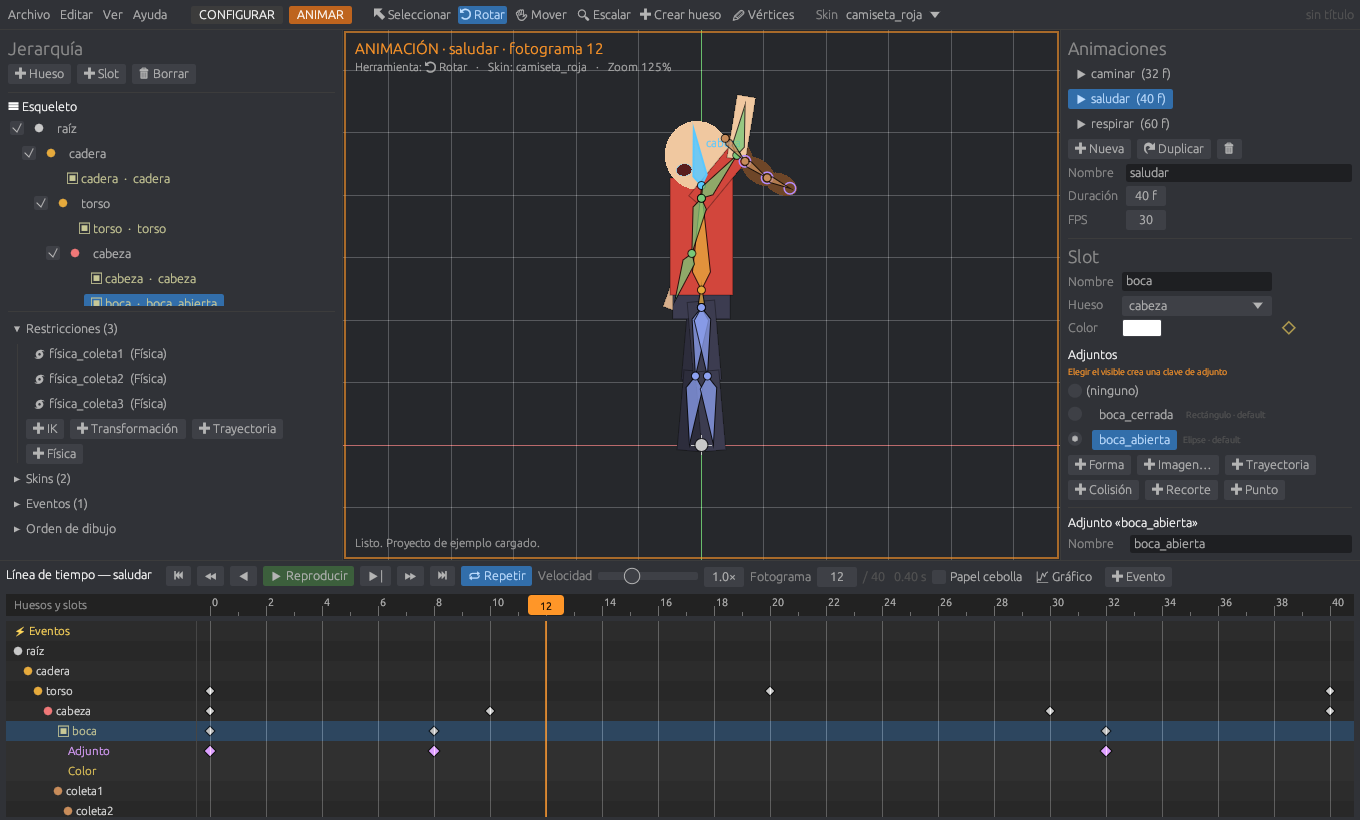 Archivo Editar Ver Ayuda CONFIGURAR ANIMAR Seleccionar Rotar Mover Escalar Crear hueso Vértices Skin camiseta_roja sin título
Jerarquía
Hueso Slot Borrar
Esqueleto
raíz
cadera
cadera · cadera
torso
torso · torso
cabeza
cabeza · cabeza
boca · boca_abierta
Restricciones (3)
física_coleta1 (Física)
física_coleta2 (Física)
física_coleta3 (Física)
IK Transformación Trayectoria
Física
Skins (2)
Eventos (1)
Orden de dibujo
ANIMACIÓN · saludar · fotograma 12
Herramienta: Rotar · Skin: camiseta_roja · Zoom 125%
Listo. Proyecto de ejemplo cargado.
Animaciones
caminar (32 f)
saludar (40 f)
respirar (60 f)
Nueva Duplicar
Nombre saludar
Duración 40 f
FPS 30
Slot
Nombre boca
Hueso cabeza
Color
Adjuntos
Elegir el visible crea una clave de adjunto
(ninguno)
boca_cerrada Rectángulo · default
boca_abierta Elipse · default
Forma Imagen… Trayectoria
Colisión Recorte Punto
Adjunto «boca_abierta»
Nombre boca_abierta
Línea de tiempo — saludar Reproducir Repetir Velocidad 1.0× Fotograma 12 / 40 0.40 s Papel cebolla Gráfico Evento
Huesos y slots 0 2 4 6 8 10 12 14 16 18 20 22 24 26 28 30 32 34 36 38 40
Eventos
raíz
cadera
torso
cabeza
boca
Adjunto
Color
coleta1
coleta2